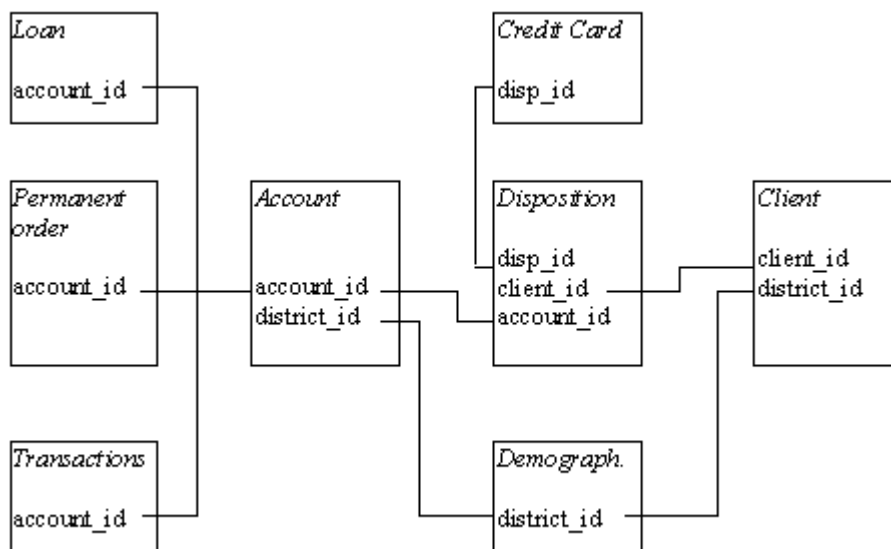 Loan
account_id
Credit Card
disp_id
Permanent
order
account_id
Account
account_id
district_id
Disposition
disp_id
client_id
account_id
Client
client_id
district_id
Transactions
account_id
Demograph.
district_id